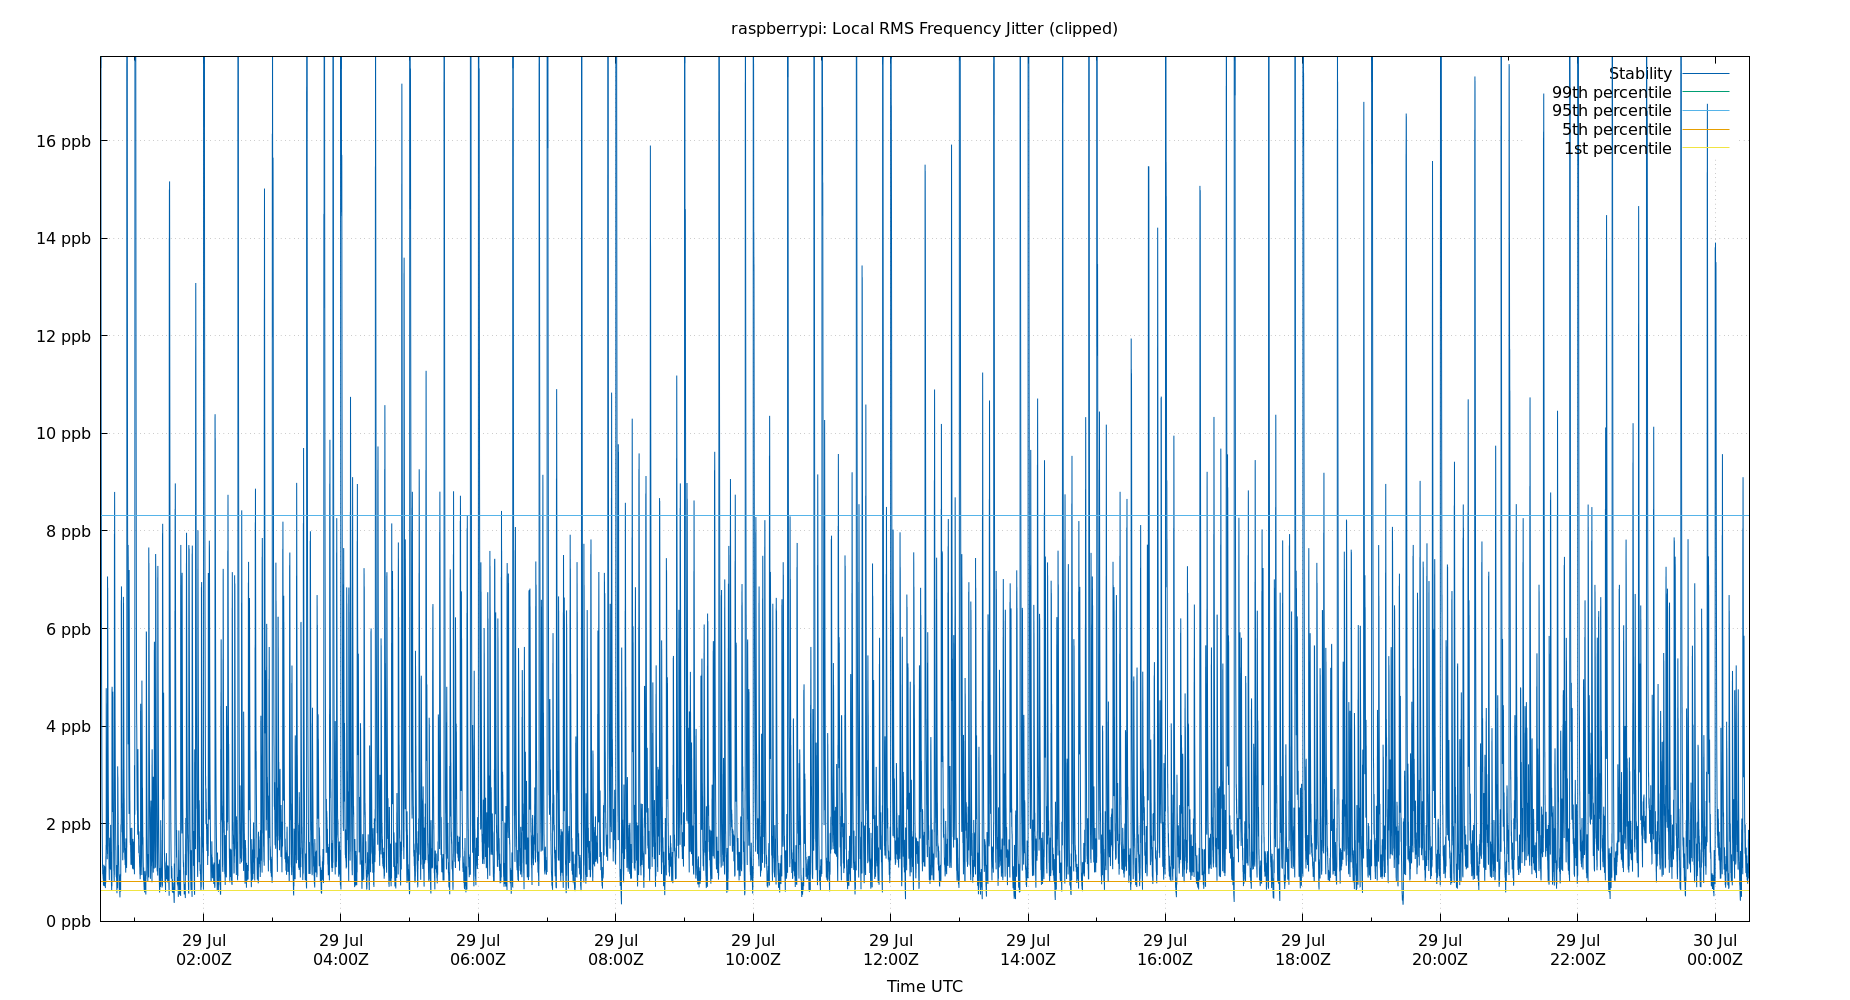 raspberrypi: Local RMS Frequency Jitter (clipped)
Stability
99th percentile
95th percentile
5th percentile
1st percentile
16 ppb
14 ppb
12 ppb
10 ppb
8 ppb
6 ppb
4 ppb
2 ppb
0 ppb
29 Jul 29 Jul 29 Jul 29 Jul 29 Jul 29 Jul 29 Jul 29 Jul 29 Jul 29 Jul 29 Jul 30 Jul
02:00Z 04:00Z 06:00Z 08:00Z 10:00Z 12:00Z 14:00Z 16:00Z 18:00Z 20:00Z 22:00Z 00:00Z
Time UTC